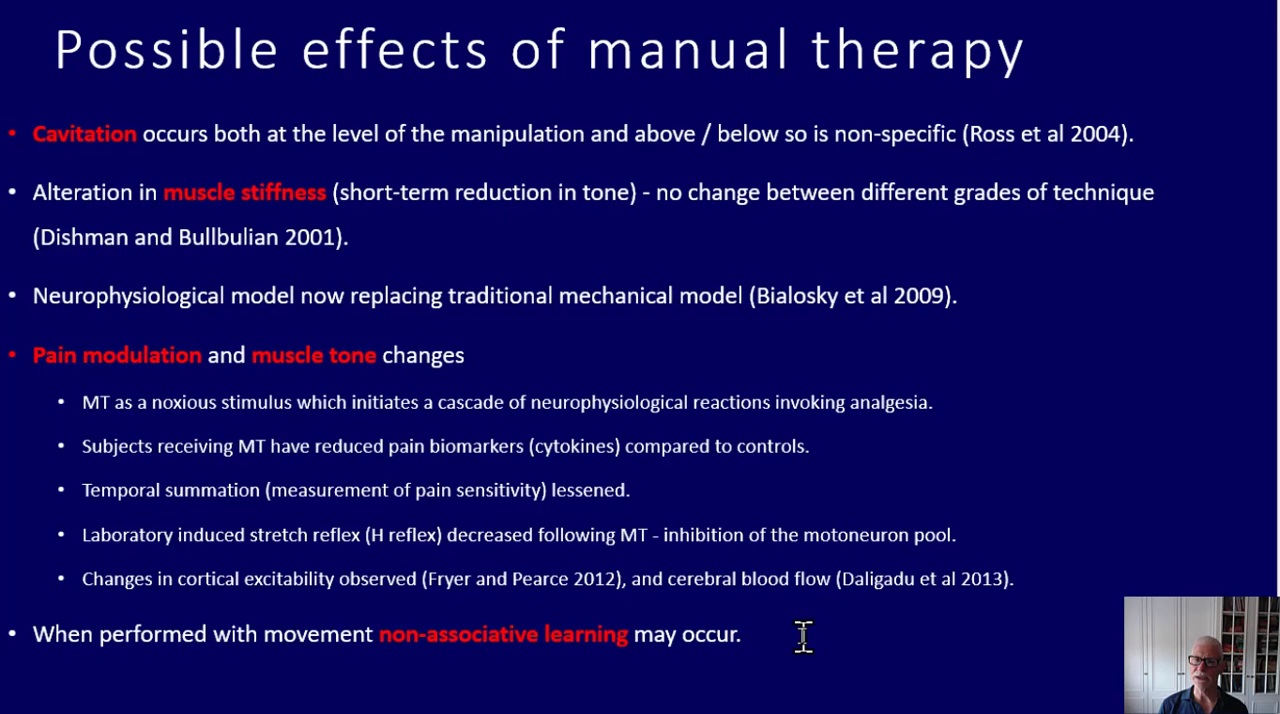 Possible effects of manual therapy
• Cavitation occurs both at the level of the manipulation and above / below so is non-specific (Ross et al 2004).
• Alteration in muscle stiffness (short-term reduction in tone) - no change between different grades of technique
(Dishman and Bullbulian 2001).
• Neurophysiological model now replacing traditional mechanical model (Bialosky et al 2009).
• Pain modulation and muscle tone changes
• MT as a noxious stimulus which initiates a cascade of neurophysiological reactions invoking analgesia.
• Subjects receiving MT have reduced pain biomarkers (cytokines) compared to controls.
• Temporal summation (measurement of pain sensitivity) lessened.
• Laboratory induced stretch reflex (H reflex) decreased following MT - inhibition of the motoneuron pool.
• Changes in cortical excitability observed (Fryer and Pearce 2012), and cerebral blood flow (Daligadu et al 2013).
• When performed with movement non-associative learning may occur.